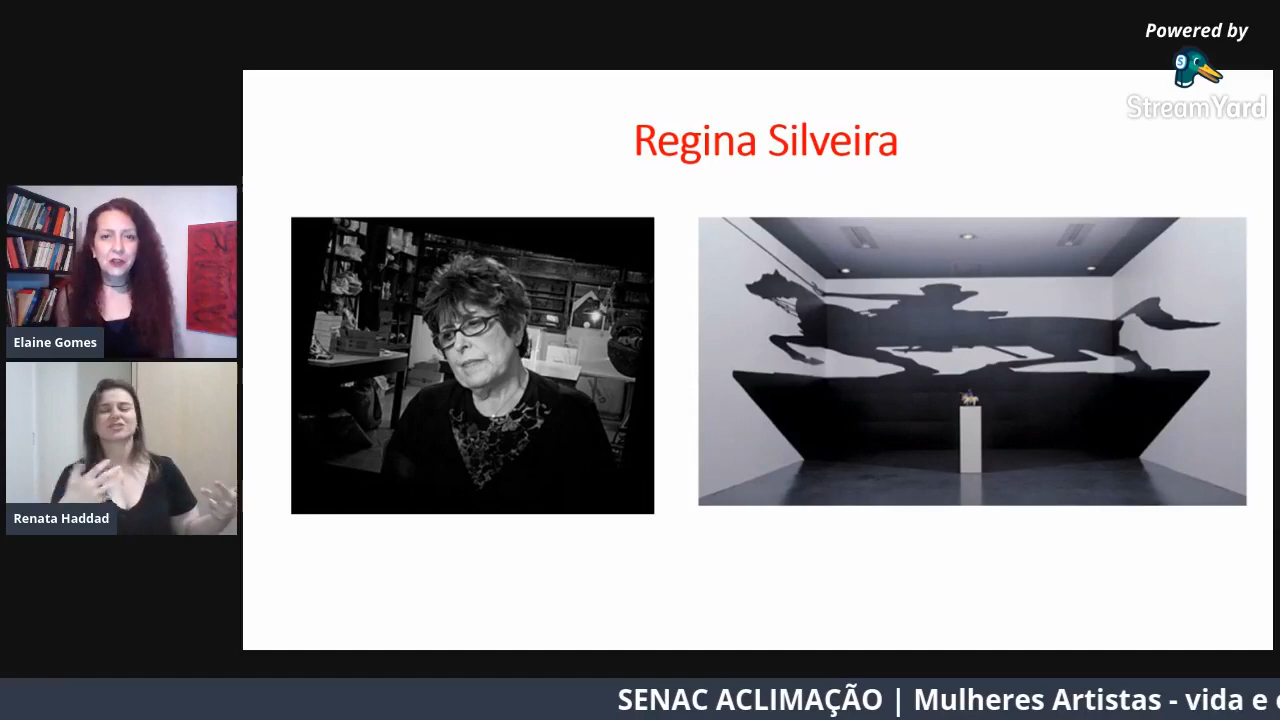 Powered by
S
StreamYard
Regina Silveira
Elaine Gomes
Renata Haddad
SENAC ACLIMAÇÃO | Mulheres Artistas - vida e